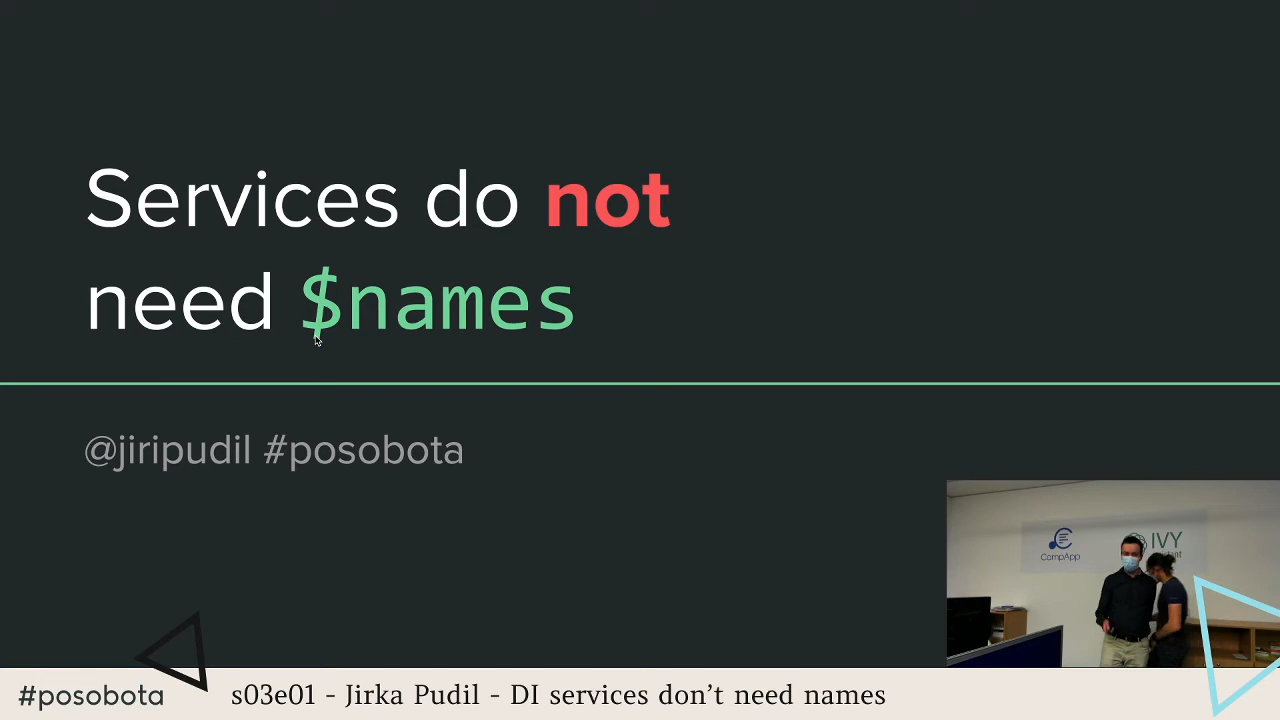 Services do not
need $names
@jiripudil #posobota
CompApp
IVY
#posobota
s03e01 - Jirka Pudil - DI services don’t need names